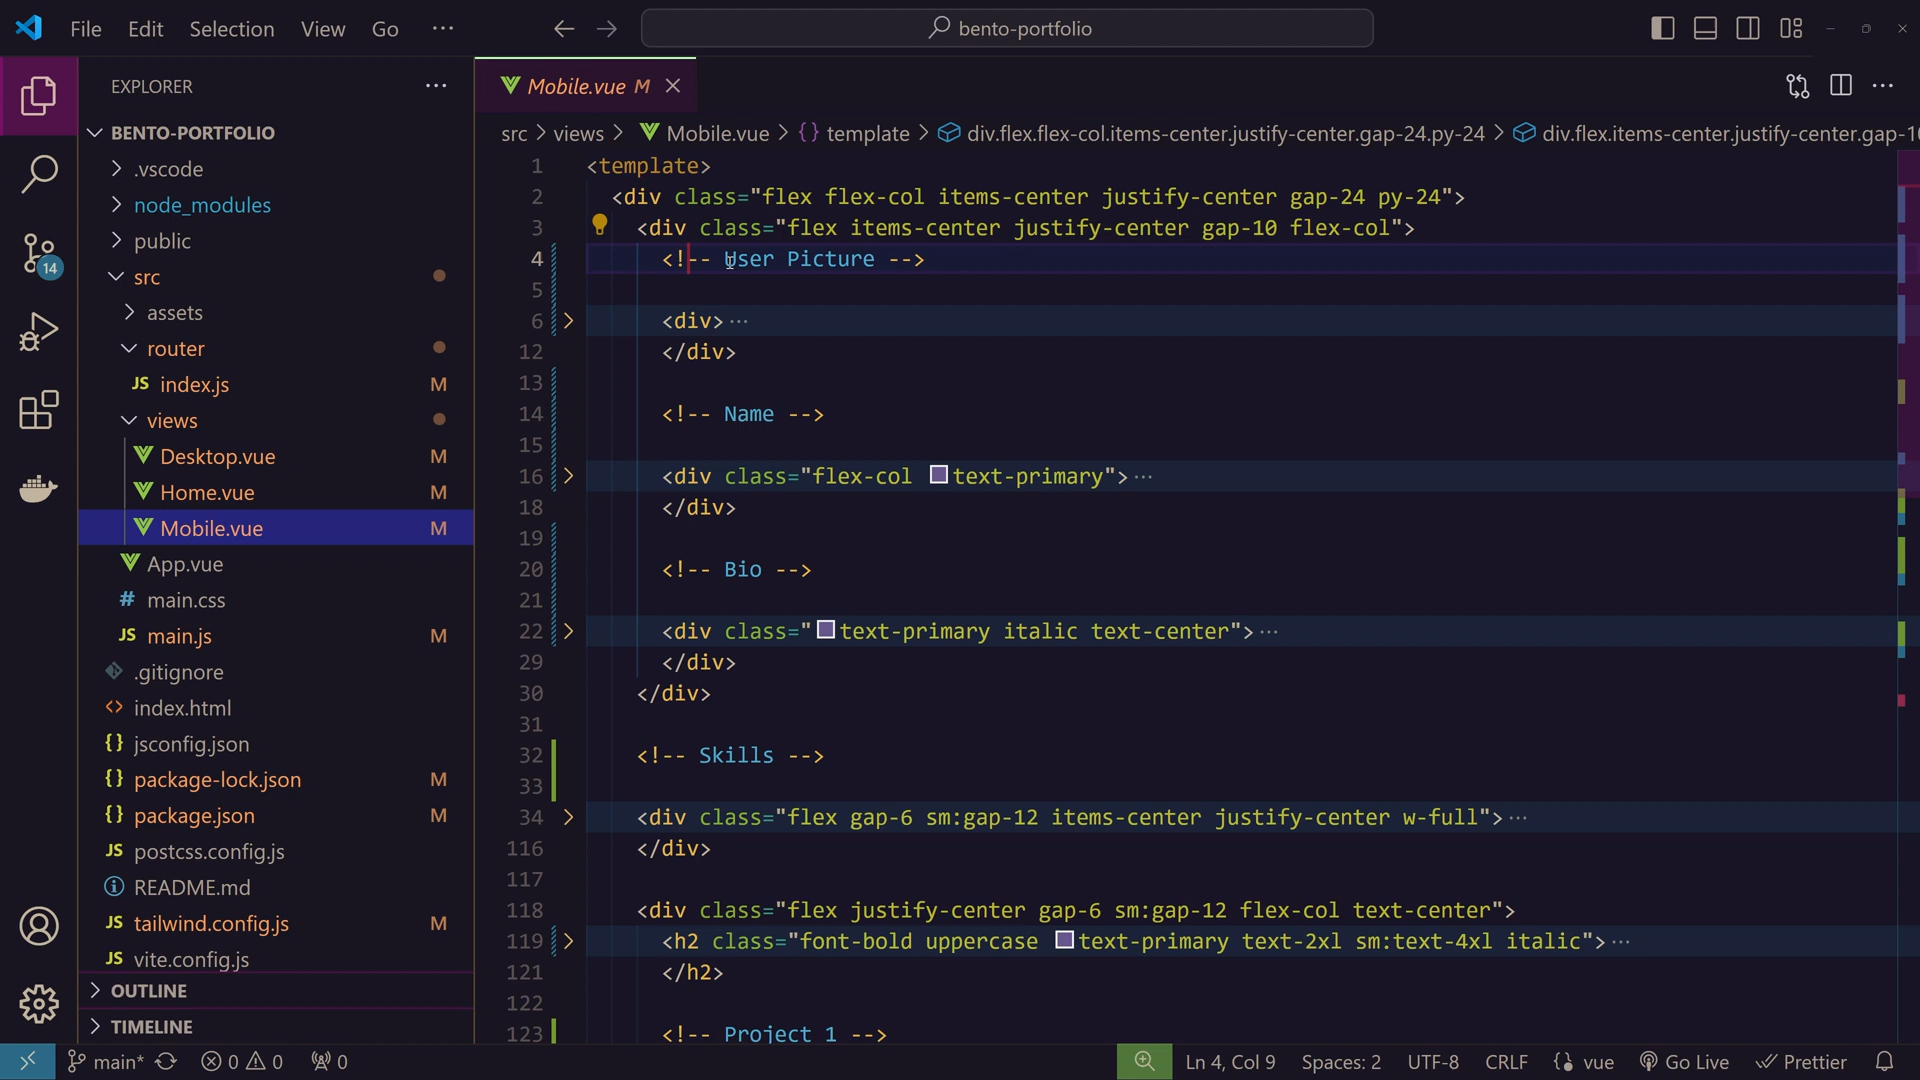 File Edit Selection View Go ···
bento-portfolio
EXPLORER ···
BENTO-PORTFOLIO
.vscode
node_modules
public
src
assets
router
JS index.js M
views
Desktop.vue M
Home.vue M
Mobile.vue M
App.vue
# main.css
JS main.js M
.gitignore
<> index.html
{} jsconfig.json
{} package-lock.json M
{} package.json M
JS postcss.config.js
README.md
JS tailwind.config.js M
JS vite.config.js
OUTLINE
TIMELINE
14
Mobile.vue M
src > views > Mobile.vue > {} template > div.flex.flex-col.items-center.justify-center.gap-24.py-24 > div.flex.items-center.justify-center.gap-10
1 <template>
2 <div class="flex flex-col items-center justify-center gap-24 py-24">
3 <div class="flex items-center justify-center gap-10 flex-col">
4 <!-- User Picture -->
5
6 <div>···
12 </div>
13
14 <!-- Name -->
15
16 <div class="flex-col text-primary">···
18 </div>
19
20 <!-- Bio -->
21
22 <div class="text-primary italic text-center">···
29 </div>
30 </div>
31
32 <!-- Skills -->
33
34 <div class="flex gap-6 sm:gap-12 items-center justify-center w-full">···
116 </div>
117
118 <div class="flex justify-center gap-6 sm:gap-12 flex-col text-center">
119 <h2 class="font-bold uppercase text-primary text-2xl sm:text-4xl italic">···
121 </h2>
122
123 <!-- Project 1 -->
main* 0 0 0
Ln 4, Col 9 Spaces: 2 UTF-8 CRLF {} vue Go Live Prettier